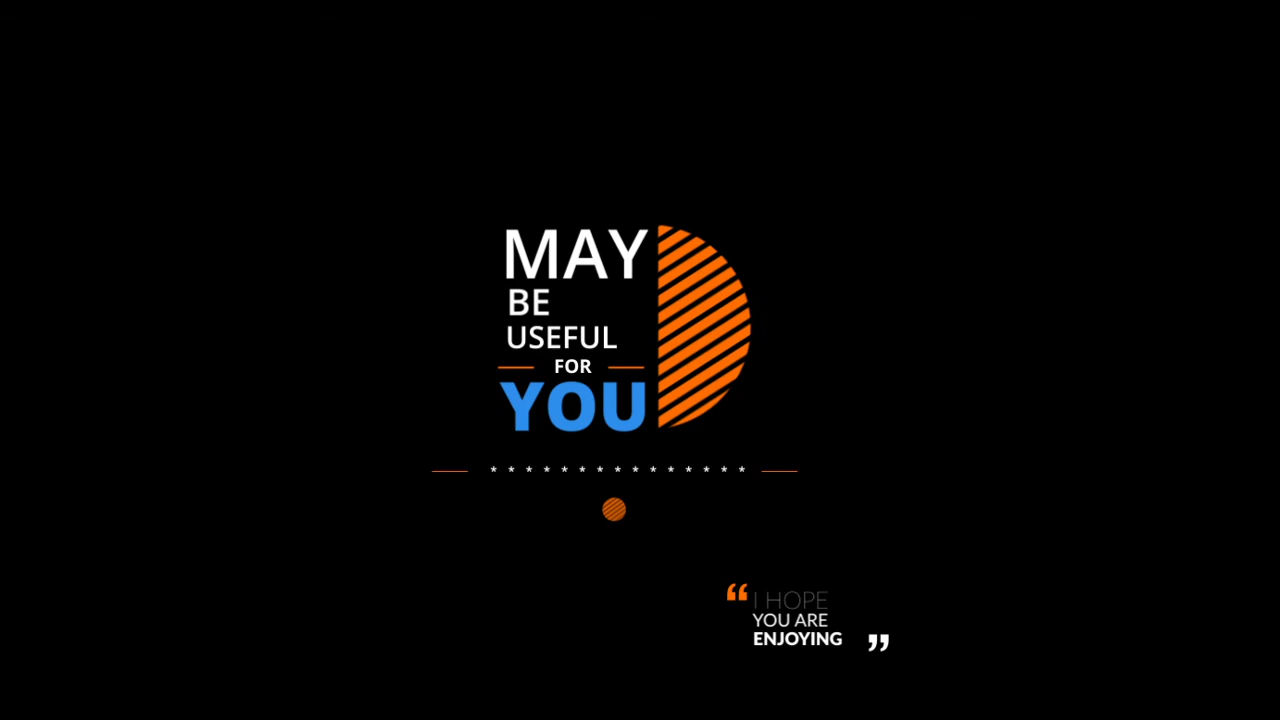 MAY
BE
USEFUL
FOR
YOU
* * * * * * * * * * * * * * *
“ I HOPE
YOU ARE
ENJOYING ”